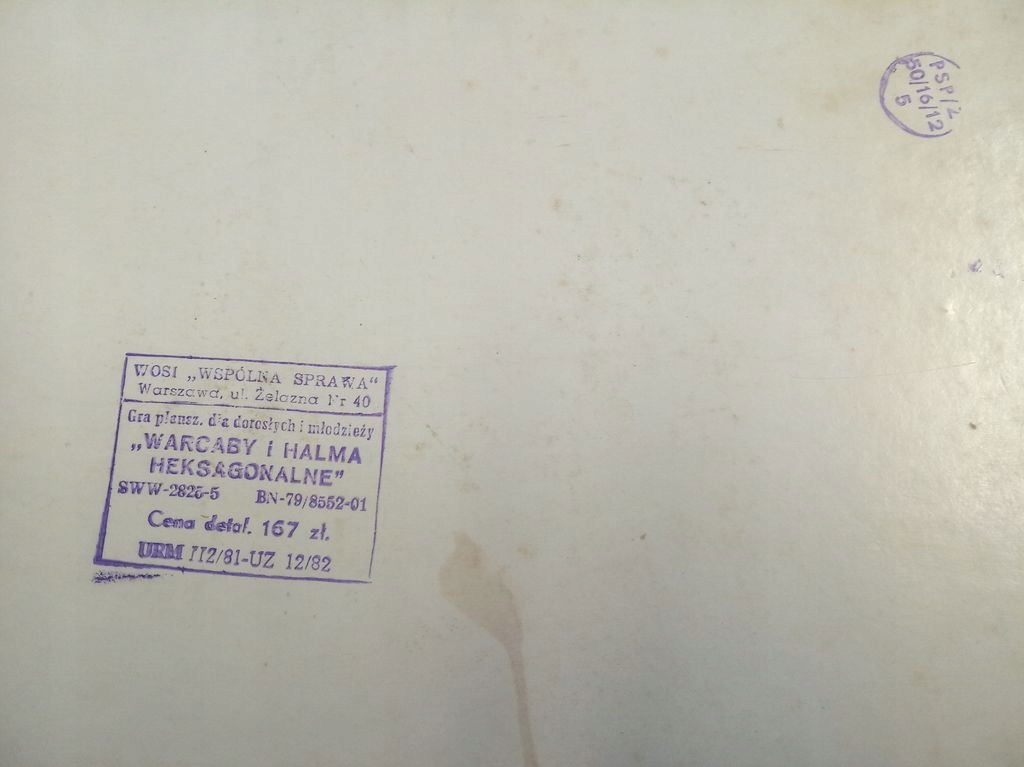 PSP/Ż
50/16/12
5
WOSI „WSPÓLNA SPRAWA“
Warszawa, ul. Żelazna Nr 40
Gra plansz. dla dorosłych i młodzieży
„WARCABY i HALMA
HEKSAGONALNE”
SWW-2825-5 BN-79/8552-01
Cena detal. 167 zł.
URM 112/81-UZ 12/82